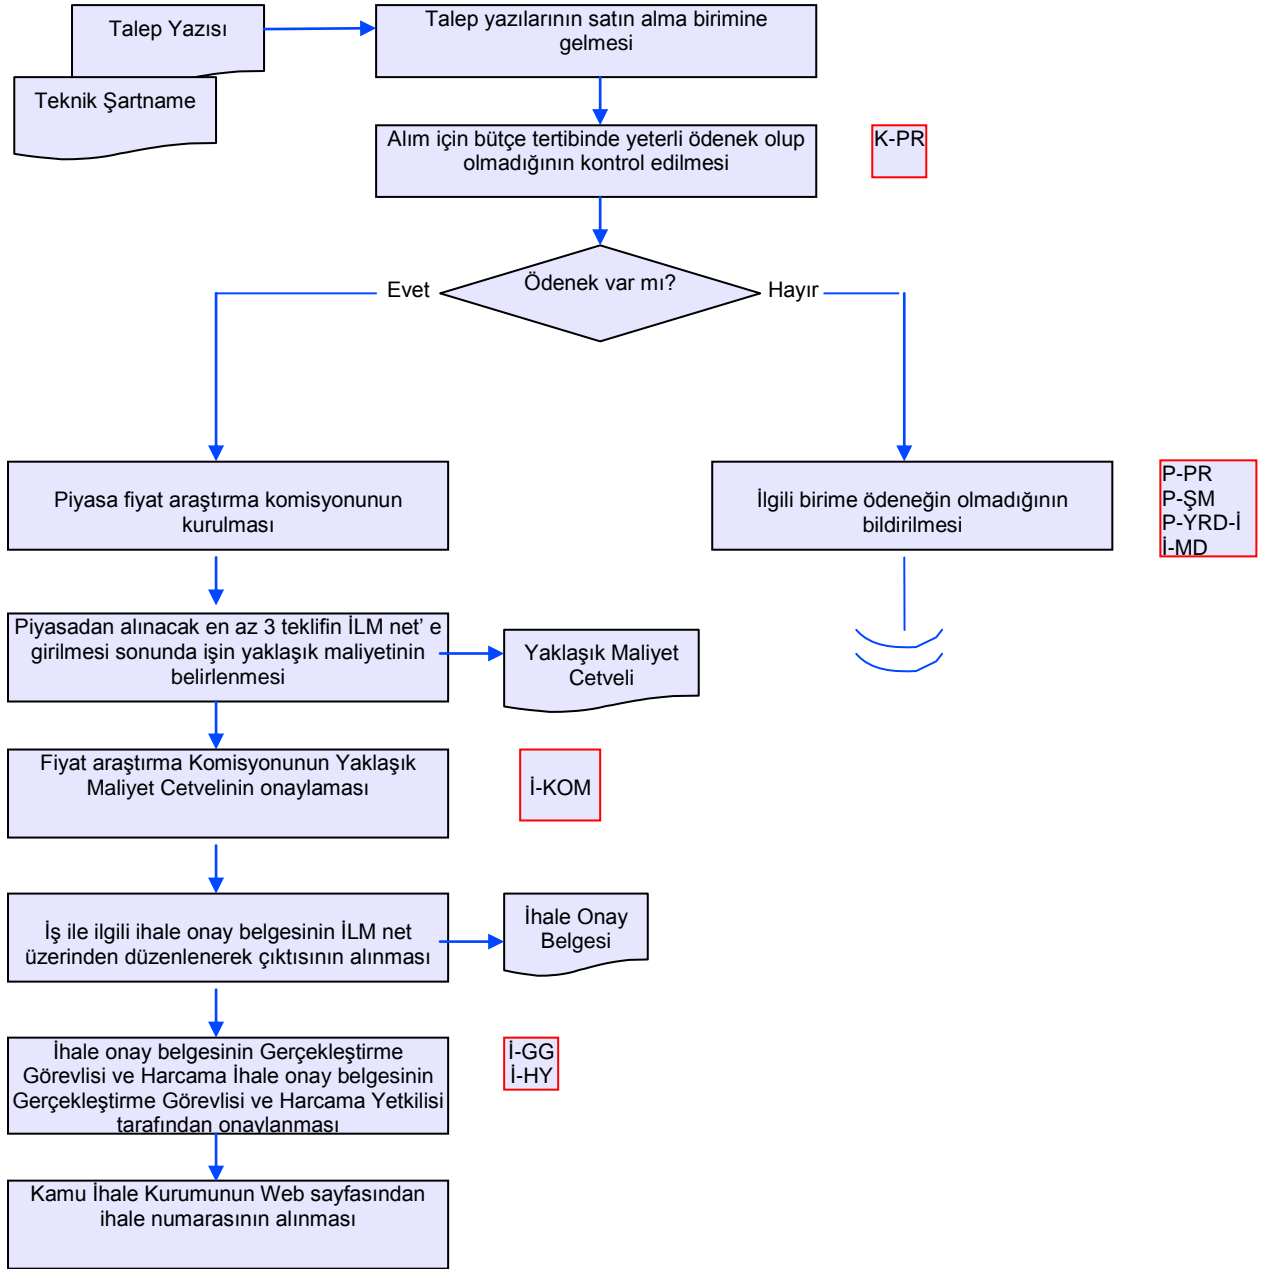 Talep Yazısı
Talep yazılarının satın alma birimine
gelmesi
Teknik Şartname
Alım için bütçe tertibinde yeterli ödenek olup
olmadığının kontrol edilmesi
K-PR
Ödenek var mı?
Evet
Hayır
Piyasa fiyat araştırma komisyonunun
kurulması
İlgili birime ödeneğin olmadığının
bildirilmesi
P-PR
P-ŞM
P-YRD-İ
İ-MD
Piyasadan alınacak en az 3 teklifin İLM net’ e
girilmesi sonunda işin yaklaşık maliyetinin
belirlenmesi
Yaklaşık Maliyet
Cetveli
Fiyat araştırma Komisyonunun Yaklaşık
Maliyet Cetvelinin onaylaması
İ-KOM
İş ile ilgili ihale onay belgesinin İLM net
üzerinden düzenlenerek çıktısının alınması
İhale Onay
Belgesi
İhale onay belgesinin Gerçekleştirme
Görevlisi ve Harcama İhale onay belgesinin
Gerçekleştirme Görevlisi ve Harcama Yetkilisi
tarafından onaylanması
İ-GG
İ-HY
Kamu İhale Kurumunun Web sayfasından
ihale numarasının alınması